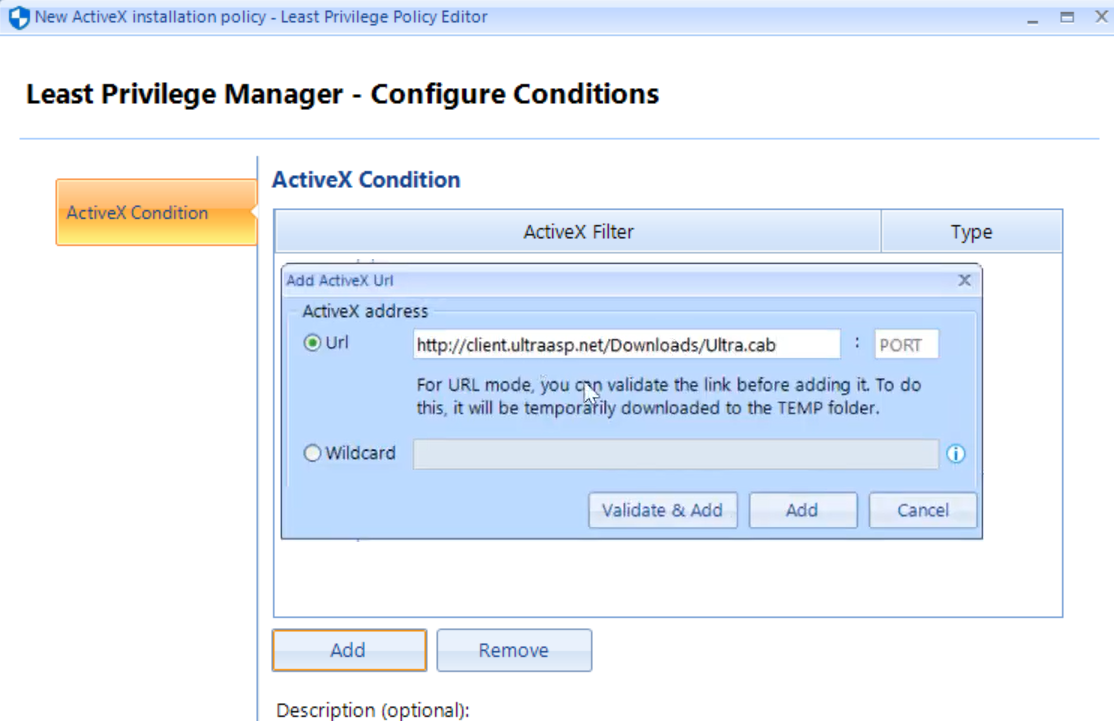 New ActiveX installation policy - Least Privilege Policy Editor
Least Privilege Manager - Configure Conditions
ActiveX Condition
ActiveX Condition
ActiveX Filter
Type
Add ActiveX Url
ActiveX address
Url
http://client.ultraasp.net/Downloads/Ultra.cab
:
PORT
For URL mode, you can validate the link before adding it. To do
this, it will be temporarily downloaded to the TEMP folder.
Wildcard
Validate & Add
Add
Cancel
Add
Remove
Description (optional):